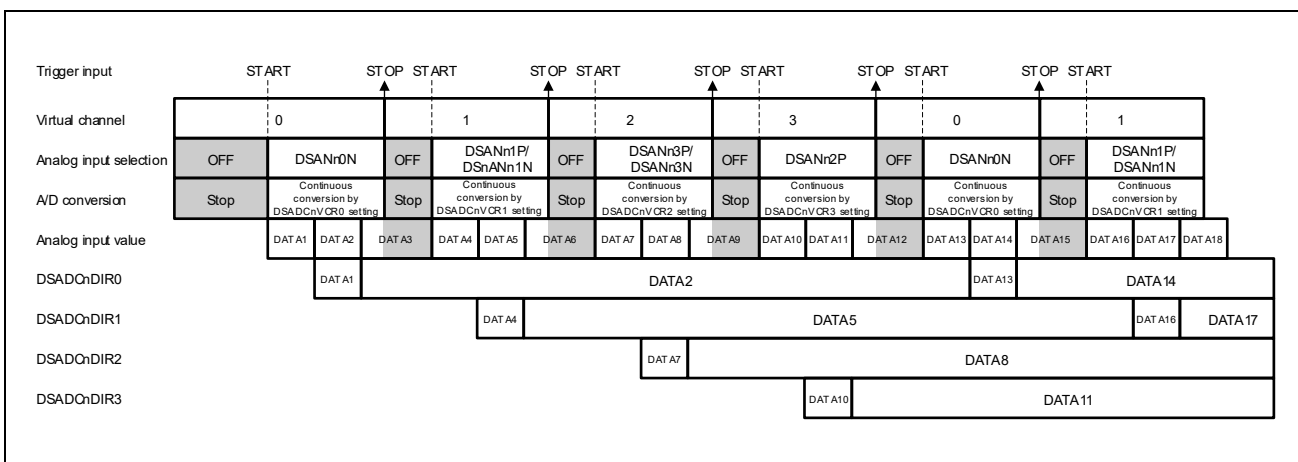 Trigger input START STOP START STOP START STOP START STOP START STOP START
Virtual channel 0 1 2 3 0 1
Analog input selection OFF DSANn0N OFF DSANn1P/ DSnANn1N OFF DSANn3P/ DSANn3N OFF DSANn2P OFF DSANn0N OFF DSANn1P/ DSANn1N
A/D conversion Stop Continuous conversion by DSADCnVCR0 setting Stop Continuous conversion by DSADCnVCR1 setting Stop Continuous conversion by DSADCnVCR2 setting Stop Continuous conversion by DSADCnVCR3 setting Stop Continuous conversion by DSADCnVCR0 setting Stop Continuous conversion by DSADCnVCR1 setting
Analog input value DATA1 DATA2 DATA3 DATA4 DATA5 DATA6 DATA7 DATA8 DATA9 DATA10 DATA11 DATA12 DATA13 DATA14 DATA15 DATA16 DATA17 DATA18
DSADCnDIR0 DATA1 DATA2 DATA13 DATA14
DSADCnDIR1 DATA4 DATA5 DATA16 DATA17
DSADCnDIR2 DATA7 DATA8
DSADCnDIR3 DATA10 DATA11